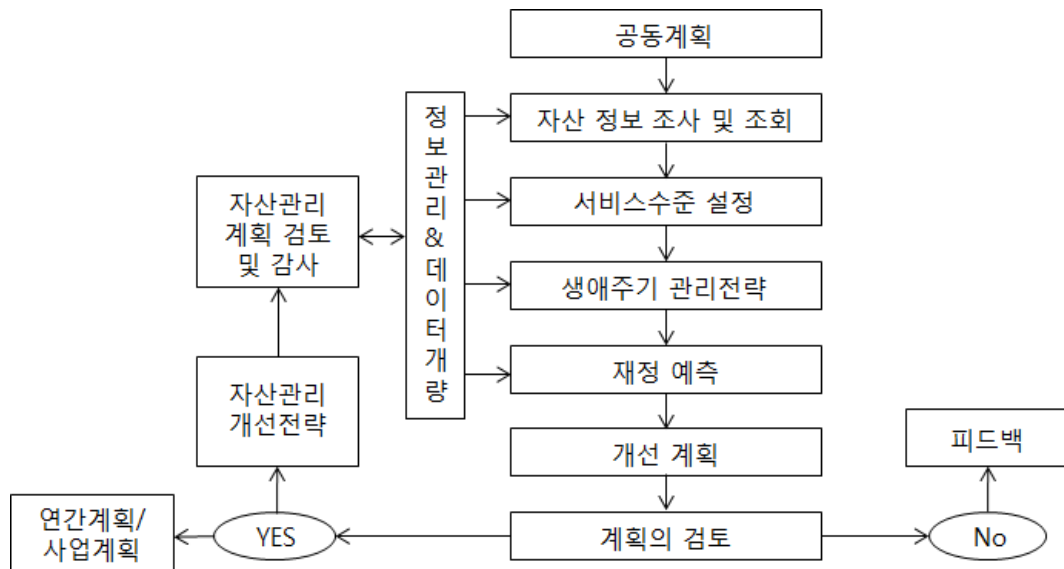 공동계획
자산 정보 조사 및 조회
서비스수준 설정
생애주기 관리전략
재정 예측
개선 계획
계획의 검토
정
보
관
리
&
데
이
터
개
량
자산관리
계획 검토
및 감사
자산관리
개선전략
연간계획/
사업계획
YES
No
피드백